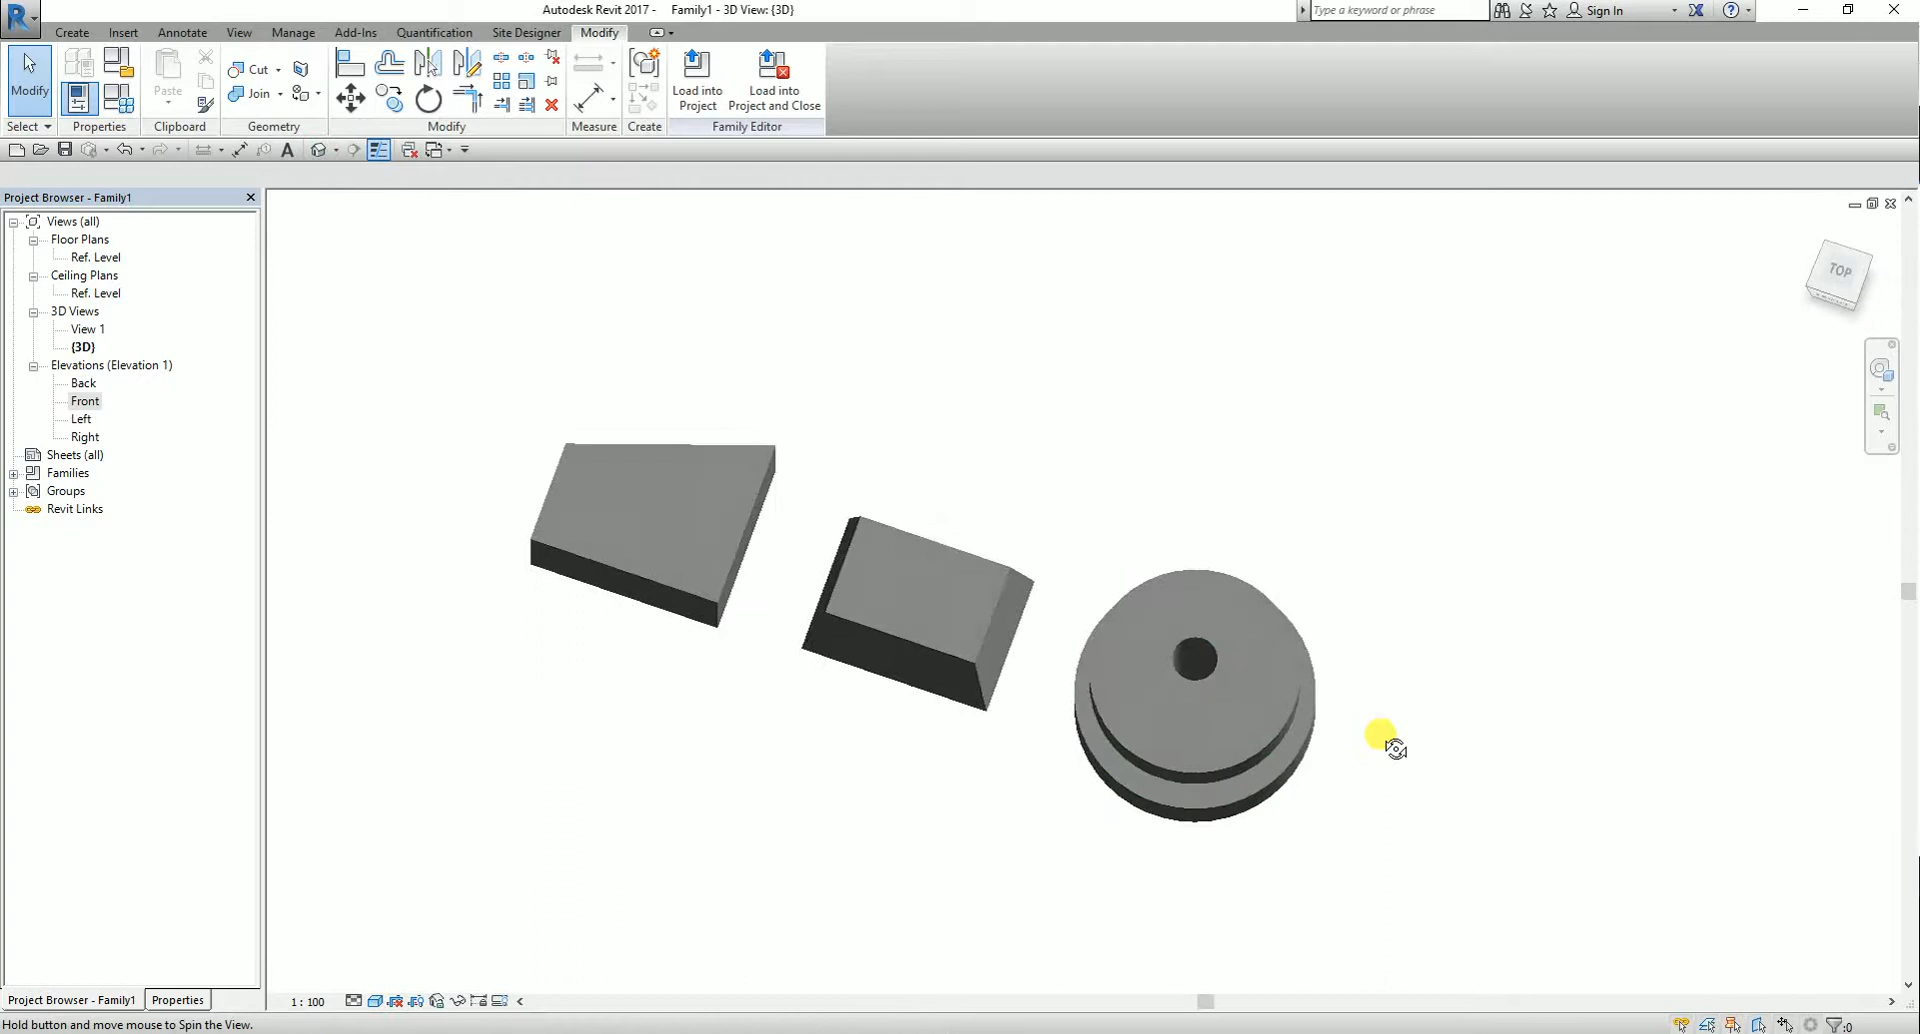 Autodesk Revit 2017 - Family1 - 3D View: {3D}
Type a keyword or phrase
Sign In
Create Insert Annotate View Manage Add-Ins Quantification Site Designer Modify
Modify
Paste
Cut
Join
Load into Project
Load into Project and Close
Select Properties Clipboard Geometry Modify Measure Create Family Editor
Project Browser - Family1
Views (all)
Floor Plans
Ref. Level
Ceiling Plans
Ref. Level
3D Views
View 1
{3D}
Elevations (Elevation 1)
Back
Front
Left
Right
Sheets (all)
Families
Groups
Revit Links
TOP
Project Browser - Family1 Properties
1 : 100
Hold button and move mouse to Spin the View.
:0